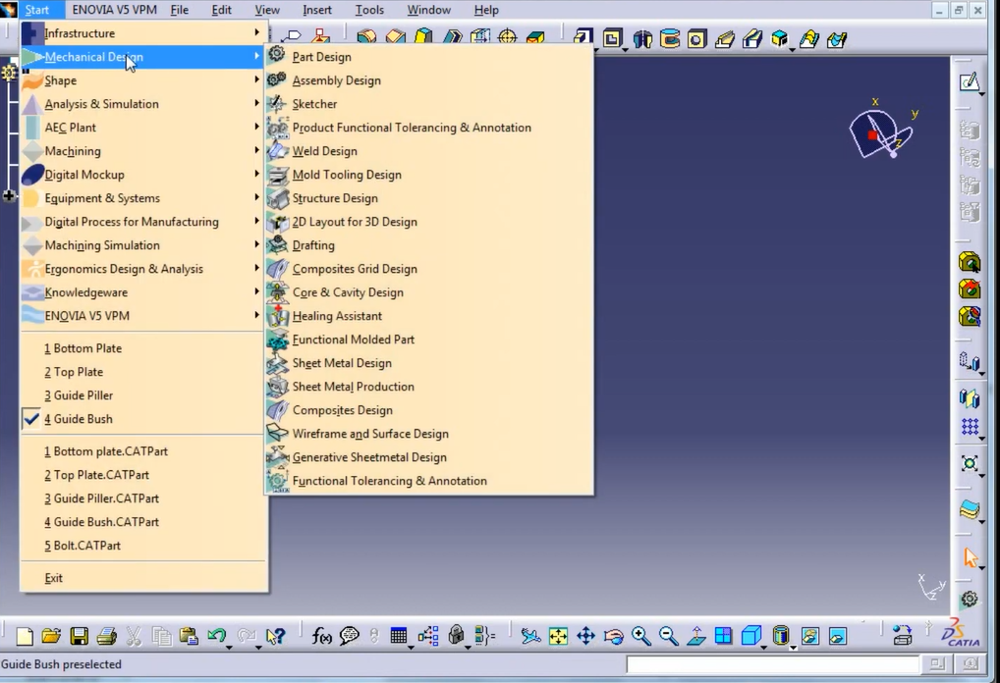 Start ENOVIA V5 VPM File Edit View Insert Tools Window Help
Infrastructure
Mechanical Design
Shape
Analysis & Simulation
AEC Plant
Machining
Digital Mockup
Equipment & Systems
Digital Process for Manufacturing
Machining Simulation
Ergonomics Design & Analysis
Knowledgeware
ENOVIA V5 VPM
1 Bottom Plate
2 Top Plate
3 Guide Piller
4 Guide Bush
1 Bottom plate.CATPart
2 Top Plate.CATPart
3 Guide Piller.CATPart
4 Guide Bush.CATPart
5 Bolt.CATPart
Exit
Part Design
Assembly Design
Sketcher
Product Functional Tolerancing & Annotation
Weld Design
Mold Tooling Design
Structure Design
2D Layout for 3D Design
Drafting
Composites Grid Design
Core & Cavity Design
Healing Assistant
Functional Molded Part
Sheet Metal Design
Sheet Metal Production
Composites Design
Wireframe and Surface Design
Generative Sheetmetal Design
Functional Tolerancing & Annotation
x
y
z
x y
z
f(x)
CATIA
Guide Bush preselected